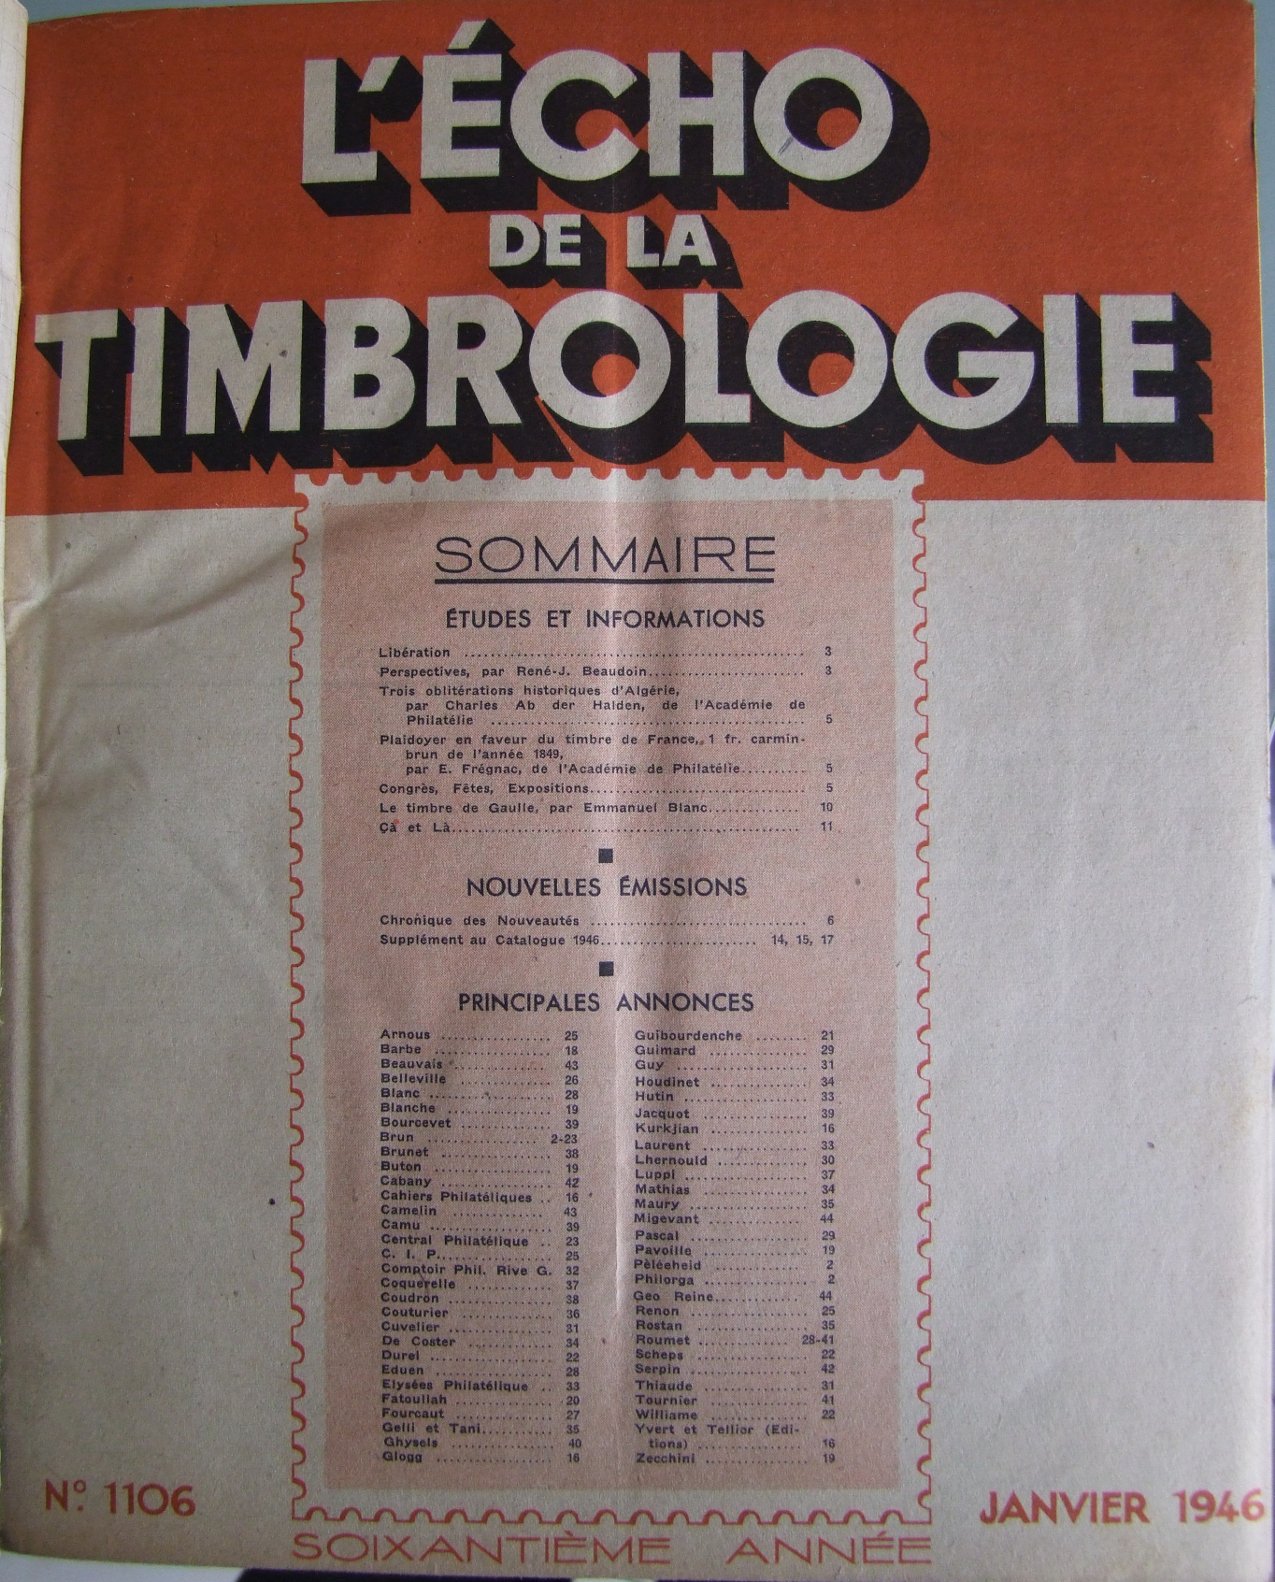 L'ÉCHO
DE LA
TIMBROLOGIE
SOMMAIRE
ÉTUDES ET INFORMATIONS
Libération ........ 3
Perspectives, par René-J. Beaudoin........ 3
Trois oblitérations historiques d'Algérie,
par Charles Ab der Halden, de l'Académie de
Philatélie ........ 5
Plaidoyer en faveur du timbre de France, 1 fr. carmin-
brun de l'année 1849,
par E. Frégnac, de l'Académie de Philatélie........ 5
Congrès, Fêtes, Expositions........ 5
Le timbre de Gaulle, par Emmanuel Blanc........ 10
Çà et Là........ 11
NOUVELLES ÉMISSIONS
Chronique des Nouveautés ........ 6
Supplément au Catalogue 1946........ 14, 15, 17
PRINCIPALES ANNONCES
Arnous ........ 25
Barbe ........ 18
Beauvais ........ 43
Belleville ........ 26
Blanc ........ 28
Blanche ........ 19
Bourcevet ........ 39
Brun ........ 2-23
Brunet ........ 38
Buton ........ 19
Cabany ........ 42
Cahiers Philatéliques .. 16
Camelin ........ 43
Camu ........ 39
Central Philatélique .. 23
C. I. P........ 25
Comptoir Phil. Rive G. 32
Coquerelle ........ 37
Coudron ........ 38
Couturier ........ 36
Cuvelier ........ 31
De Coster ........ 34
Durel ........ 22
Eduen ........ 28
Elysées Philatélique .. 33
Fatoullah ........ 20
Fourcaut ........ 27
Gelli et Tani........ 35
Ghysels ........ 40
Glogg ........ 16
Guibourdenche ........ 21
Guimard ........ 29
Guy ........ 31
Houdinet ........ 34
Hutin ........ 33
Jacquot ........ 39
Kurkjian ........ 16
Laurent ........ 33
Lhernould ........ 30
Luppi ........ 37
Mathias ........ 34
Maury ........ 35
Migevant ........ 44
Pascal ........ 29
Pavoille ........ 19
Pèléeheid ........ 2
Philorga ........ 2
Geo Reine........ 44
Renon ........ 25
Rostan ........ 35
Roumet ........ 28-41
Scheps ........ 22
Serpin ........ 42
Thiaude ........ 31
Tournier ........ 41
Williame ........ 22
Yvert et Tellier (Edi-
tions) ........ 16
Zecchini ........ 19
N° 1106
JANVIER 1946
SOIXANTIÈME ANNÉE